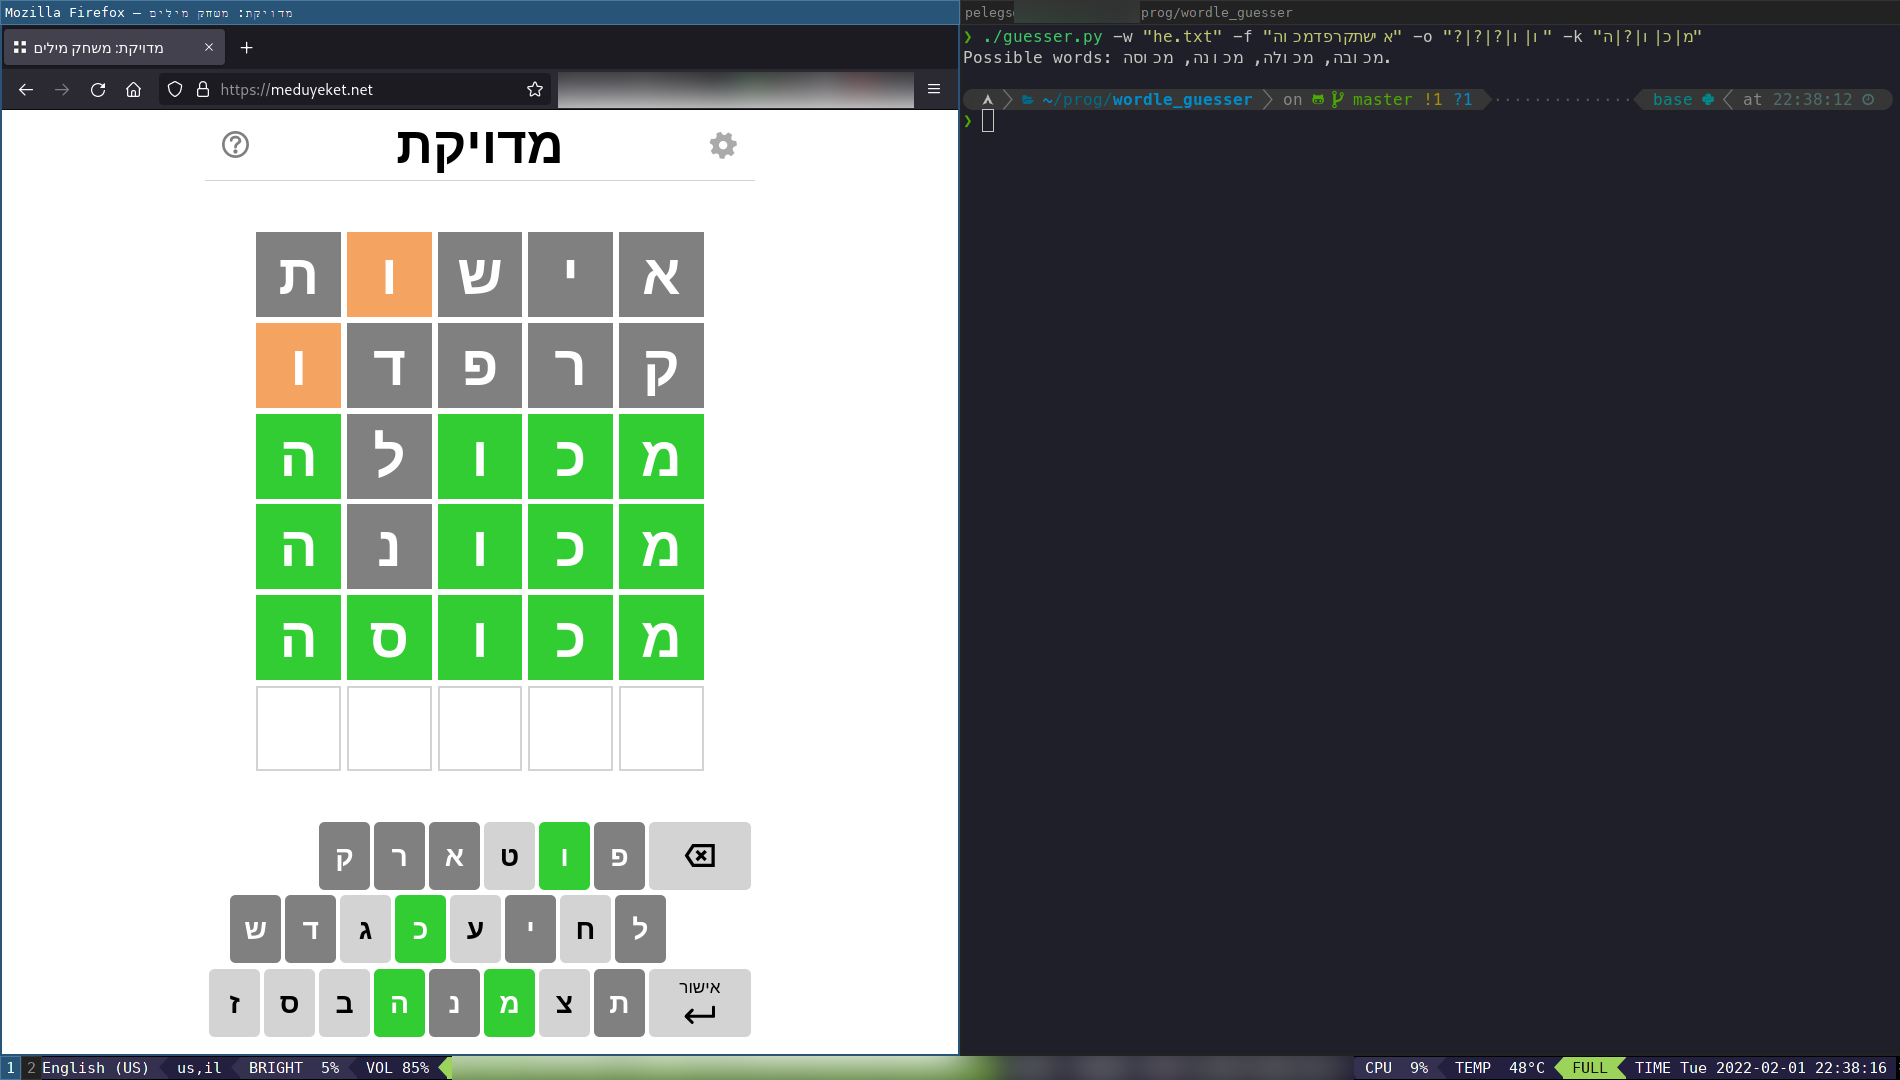 Mozilla Firefox — מדויקת: משחק מילים
מדויקת: משחק מילים
https://meduyeket.net
מדויקת
א י ש ו ת
ק ר פ ד ו
מ כ ו ל ה
מ כ ו נ ה
מ כ ו ס ה
ק ר א ט ו פ
ש ד ג כ ע י ח ל
ז ס ב ה נ מ צ ת אישור
prog/wordle_guesser
❯ ./guesser.py -w "he.txt" -f "א ישתקרפדמכ וה" -o "?|?|?|ו |ו " -k "מ|כ|ו |?|ה"
Possible words: מכובה, מכולה, מכונה, מכוסה.
~/prog/wordle_guesser on master !1 ?1 base at 22:38:12
❯
1 2 English (US) us,il BRIGHT 5% VOL 85% CPU 9% TEMP 48°C FULL TIME Tue 2022-02-01 22:38:16